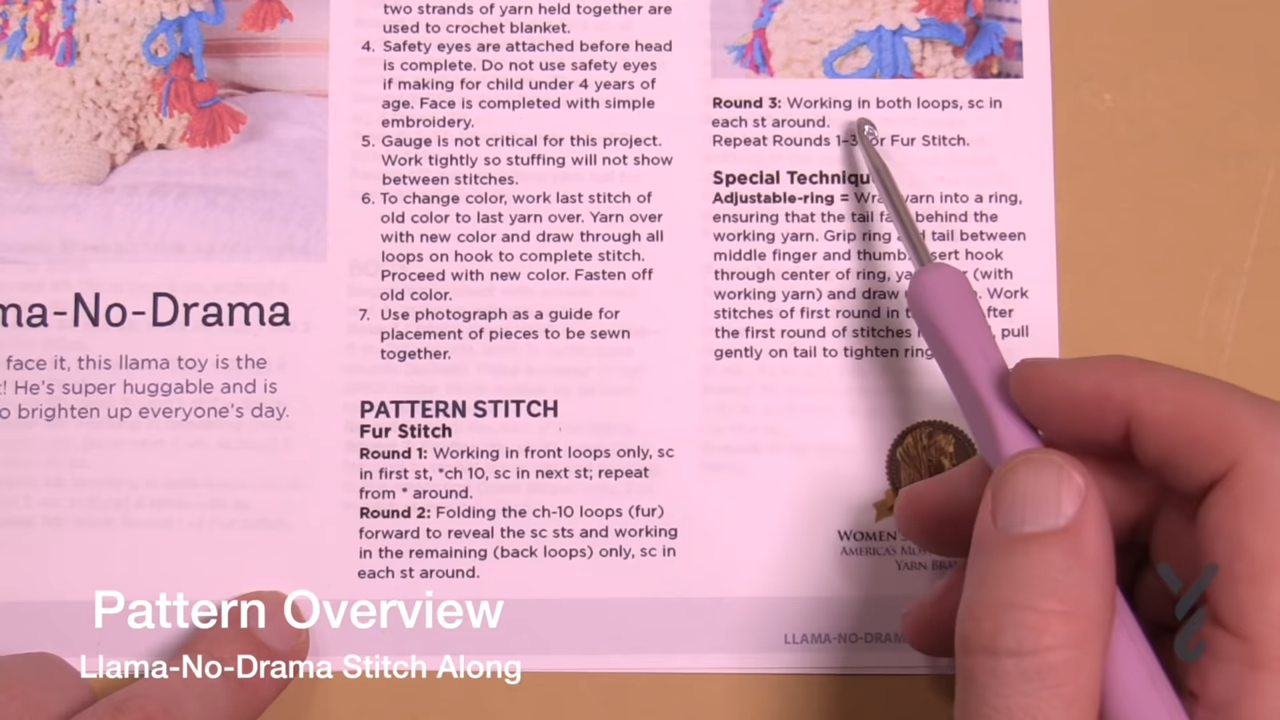 two strands of yarn held together are
used to crochet blanket.
4. Safety eyes are attached before head
is complete. Do not use safety eyes
if making for child under 4 years of
age. Face is completed with simple
embroidery.
5. Gauge is not critical for this project.
Work tightly so stuffing will not show
between stitches.
6. To change color, work last stitch of
old color to last yarn over. Yarn over
with new color and draw through all
loops on hook to complete stitch.
Proceed with new color. Fasten off
old color.
7. Use photograph as a guide for
placement of pieces to be sewn
together.
PATTERN STITCH
Fur Stitch
Round 1: Working in front loops only, sc
in first st, *ch 10, sc in next st; repeat
from * around.
Round 2: Folding the ch-10 loops (fur)
forward to reveal the sc sts and working
in the remaining (back loops) only, sc in
each st around.
Round 3: Working in both loops, sc in
each st around.
Repeat Rounds 1–3 Fur Stitch.
Special
Adjustable-ring = yarn into a ring,
ensuring that the tail behind the
working yarn. Grip ring tail between
middle finger and thumb.
through center of ring, (with
working yarn) and draw Work
stitches of first round in
the first round of stitches pull
gently on tail to tighten ring
ma-No-Drama
face it, this llama toy is the
! He's super huggable and is
o brighten up everyone's day.
WOMEN'S
AMERICA'S
YARN
LLAMA-NO-DRAM
Pattern Overview
Llama-No-Drama Stitch Along